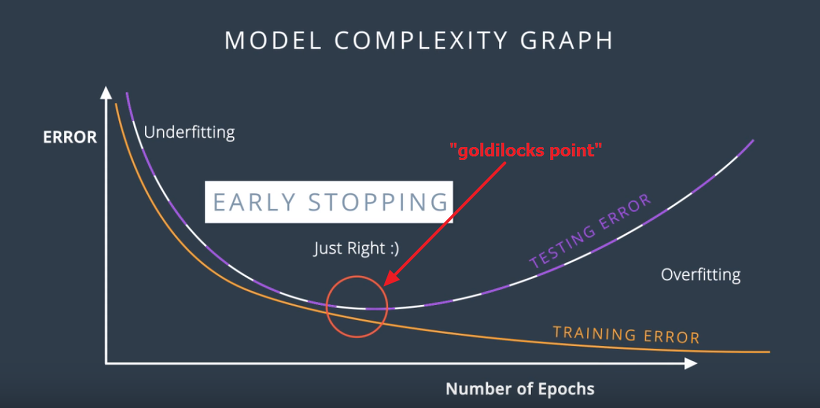 MODEL COMPLEXITY GRAPH
ERROR
Underfitting
"goldilocks point"
EARLY STOPPING
Just Right :)
TESTING ERROR
Overfitting
TRAINING ERROR
Number of Epochs